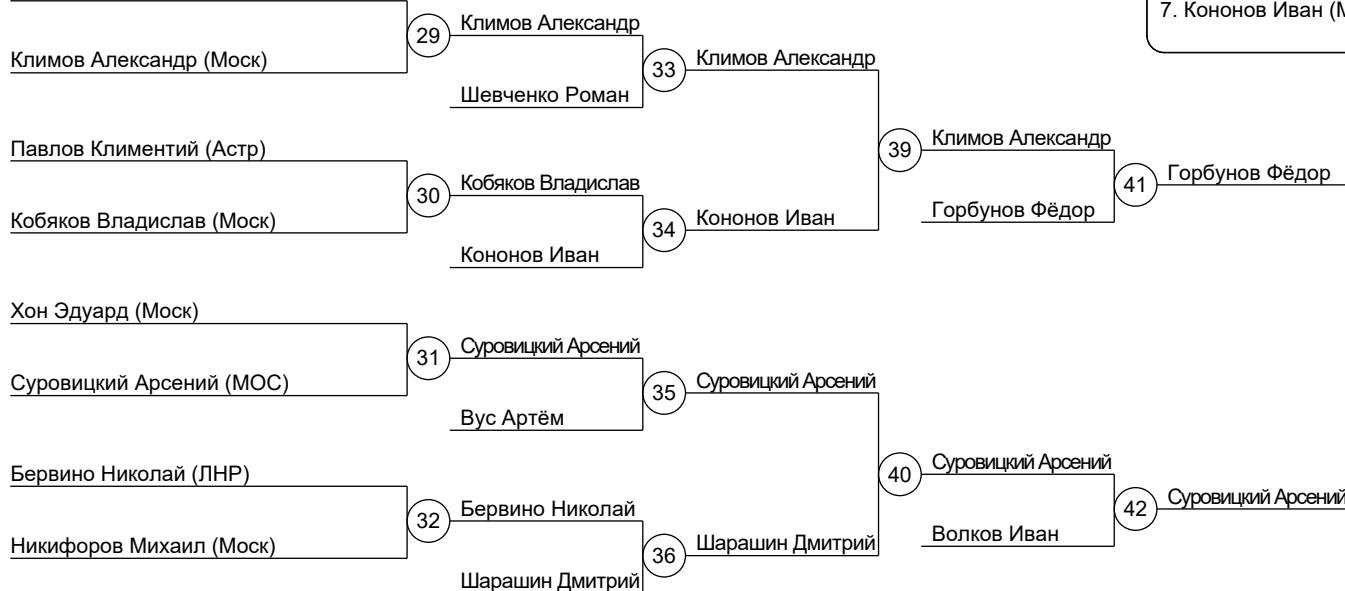 7. Кононов Иван (М
29
Климов Александр
Климов Александр (Моск)
33
Климов Александр
Шевченко Роман
39
Климов Александр
Павлов Климентий (Астр)
41
Горбунов Фёдор
30
Кобяков Владислав
Кобяков Владислав (Моск)
34
Кононов Иван
Горбунов Фёдор
Кононов Иван
Хон Эдуард (Моск)
31
Суровицкий Арсений
Суровицкий Арсений (МОС)
35
Суровицкий Арсений
Вус Артём
40
Суровицкий Арсений
Бервино Николай (ЛНР)
42
Суровицкий Арсений
32
Бервино Николай
Волков Иван
Никифоров Михаил (Моск)
36
Шарашин Дмитрий
Шарашин Дмитрий